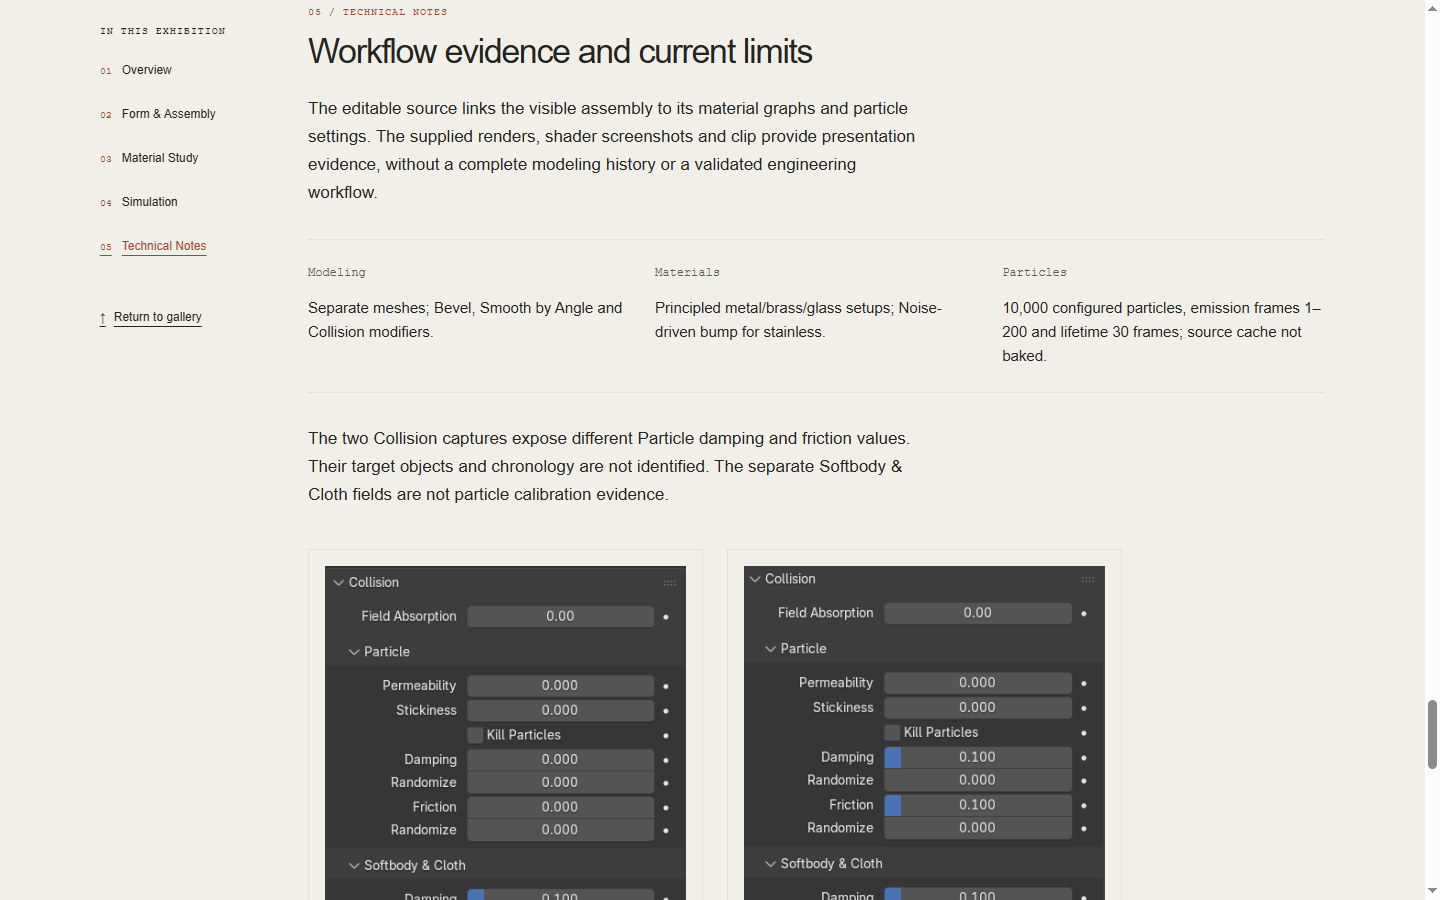 IN THIS EXHIBITION
01 Overview
02 Form & Assembly
03 Material Study
04 Simulation
05 Technical Notes
↑ Return to gallery
05 / TECHNICAL NOTES
Workflow evidence and current limits
The editable source links the visible assembly to its material graphs and particle
settings. The supplied renders, shader screenshots and clip provide presentation
evidence, without a complete modeling history or a validated engineering
workflow.
Modeling
Separate meshes; Bevel, Smooth by Angle and
Collision modifiers.
Materials
Principled metal/brass/glass setups; Noise-
driven bump for stainless.
Particles
10,000 configured particles, emission frames 1–
200 and lifetime 30 frames; source cache not
baked.
The two Collision captures expose different Particle damping and friction values.
Their target objects and chronology are not identified. The separate Softbody &
Cloth fields are not particle calibration evidence.
Collision
Field Absorption 0.00
Particle
Permeability 0.000
Stickiness 0.000
Kill Particles
Damping 0.000
Randomize 0.000
Friction 0.000
Randomize 0.000
Softbody & Cloth
Damping 0.100
Collision
Field Absorption 0.00
Particle
Permeability 0.000
Stickiness 0.000
Kill Particles
Damping 0.100
Randomize 0.000
Friction 0.100
Randomize 0.000
Softbody & Cloth
Damping 0.100